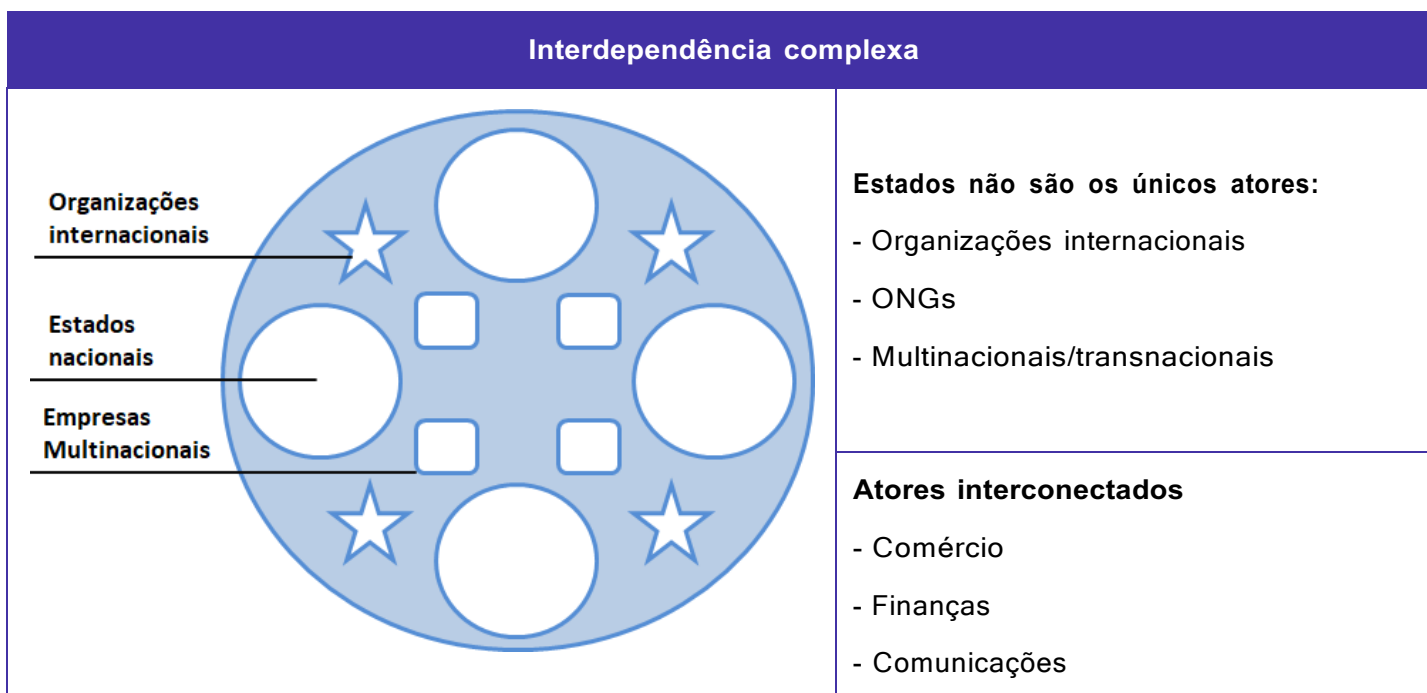 Interdependência complexa
Organizações
internacionais
Estados
nacionais
Empresas
Multinacionais
Estados não são os únicos atores:
- Organizações internacionais
- ONGs
- Multinacionais/transnacionais
Atores interconectados
- Comércio
- Finanças
- Comunicações